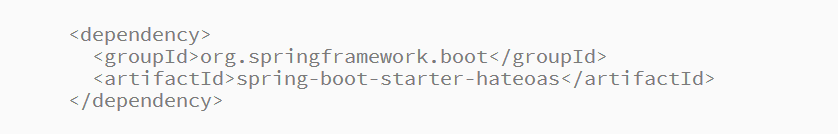 <dependency>
  <groupId>org.springframework.boot</groupId>
  <artifactId>spring-boot-starter-hateoas</artifactId>
</dependency>